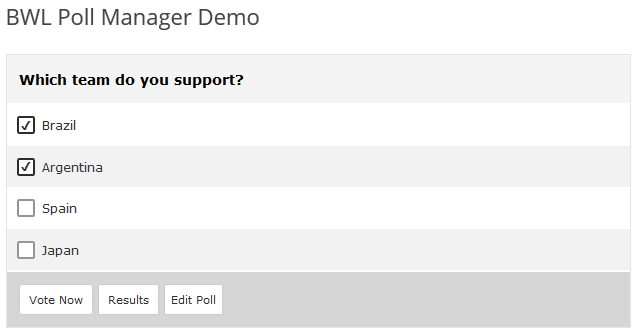 BWL Poll Manager Demo
Which team do you support?
Brazil
Argentina
Spain
Japan
Vote Now Results Edit Poll